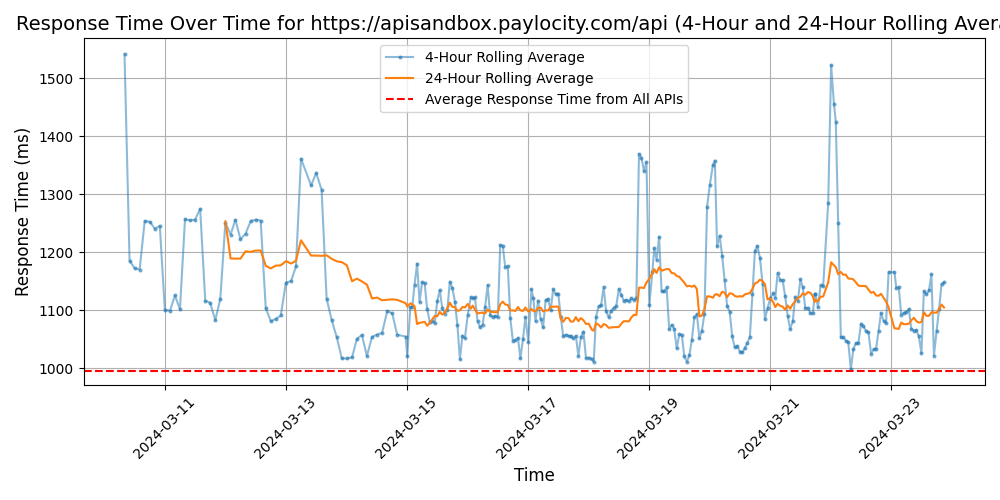 Response Time Over Time for https://apisandbox.paylocity.com/api (4-Hour and 24-Hour Rolling Avera
4-Hour Rolling Average
24-Hour Rolling Average
Average Response Time from All APIs
Response Time (ms)
1500
1400
1300
1200
1100
1000
2024-03-11
2024-03-13
2024-03-15
2024-03-17
2024-03-19
2024-03-21
2024-03-23
Time